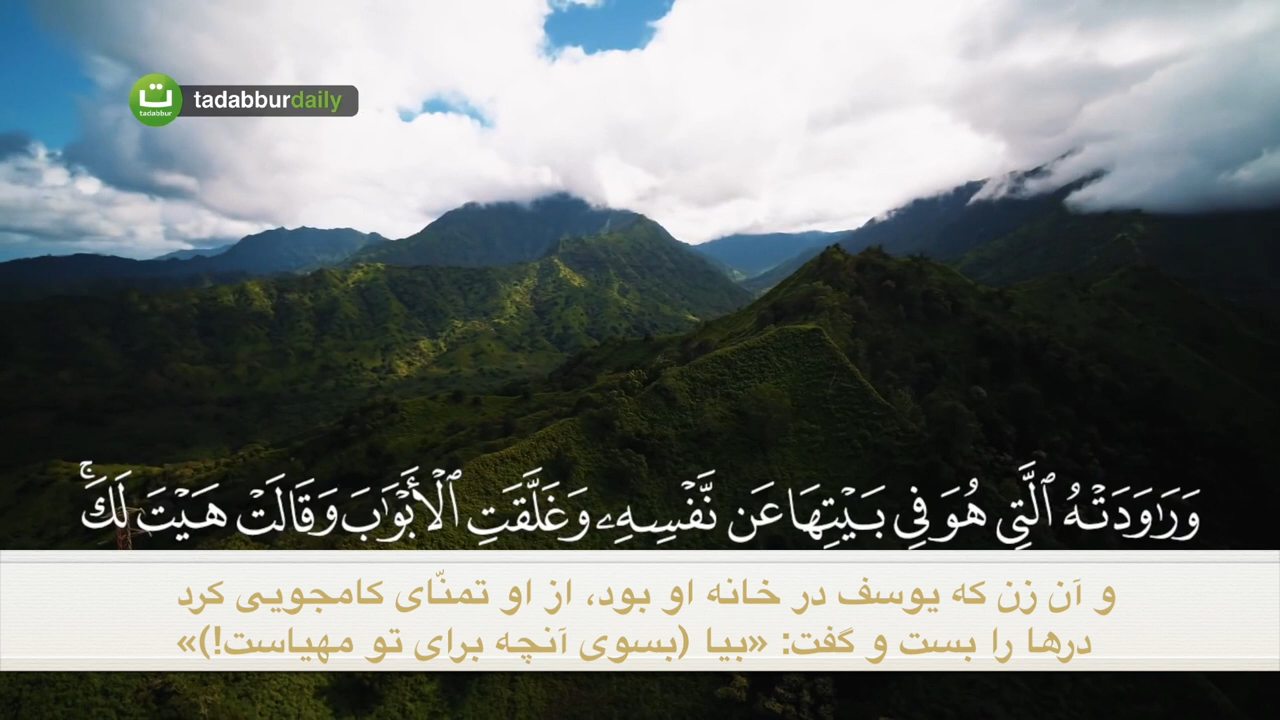 ت
tadabbur
tadabburdaily
وَرَٰوَدَتْهُ ٱلَّتِي هُوَ فِي بَيْتِهَا عَن نَّفْسِهِۦ وَغَلَّقَتِ ٱلْأَبْوَٰبَ وَقَالَتْ هَيْتَ لَكَۚ
و آن زن که یوسف در خانه او بود، از او تمنّای کامجویی کرد
درها را بست و گفت: «بیا (بسوی آنچه برای تو مهیاست!)»